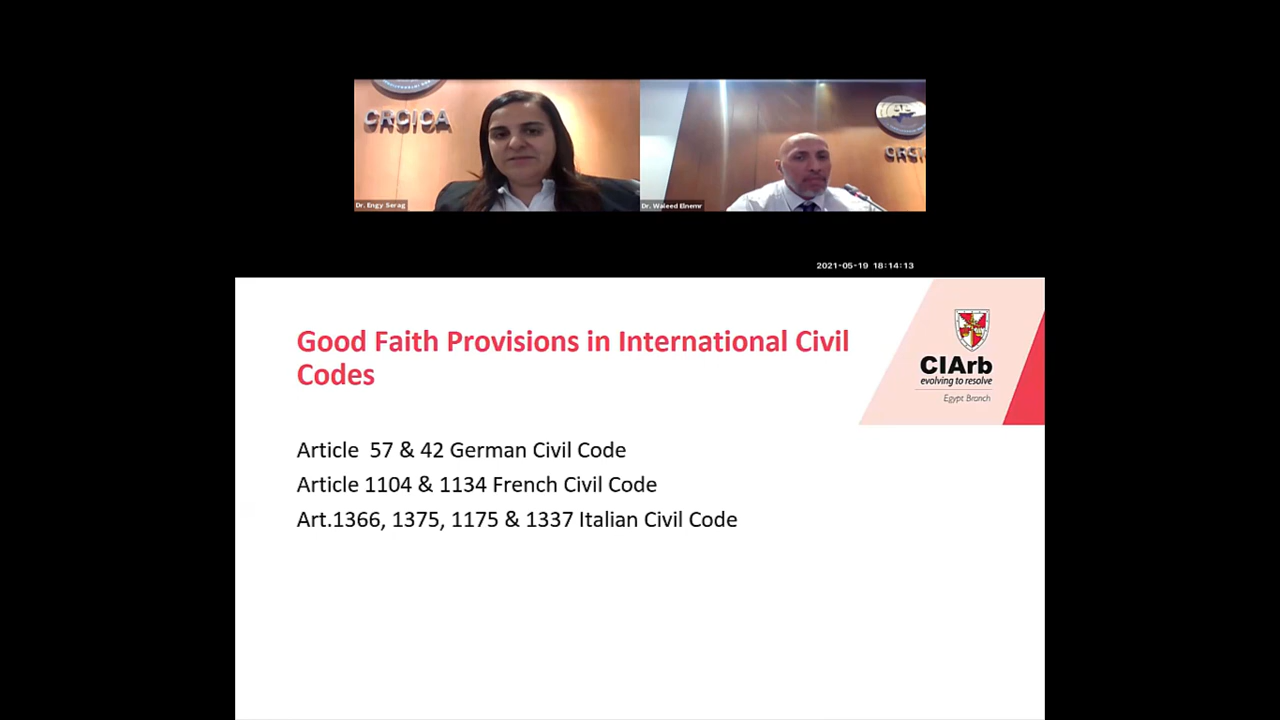 CRCICA
CRCI
Dr. Engy Serag
Dr. Waleed Elnemr
2021-05-19 18:14:13
Good Faith Provisions in International Civil
Codes
CIArb
evolving to resolve
Egypt Branch
Article 57 & 42 German Civil Code
Article 1104 & 1134 French Civil Code
Art.1366, 1375, 1175 & 1337 Italian Civil Code